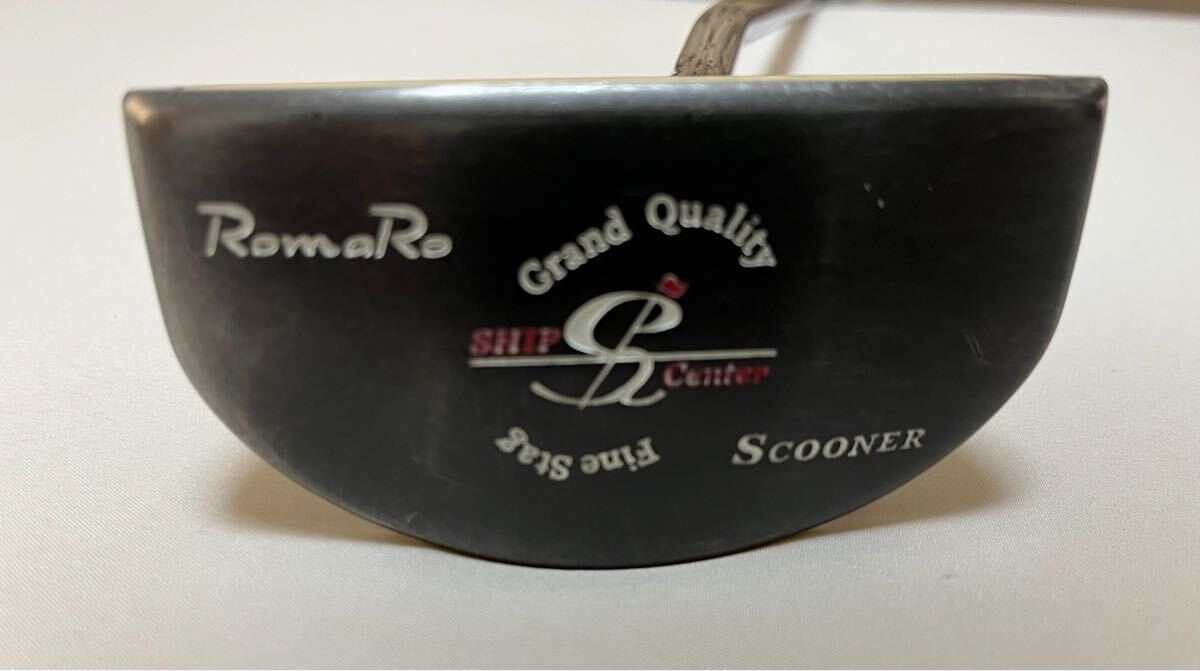 RomaRo
Grand Quality
SHIP
Center
Fine Stag
SCOONER